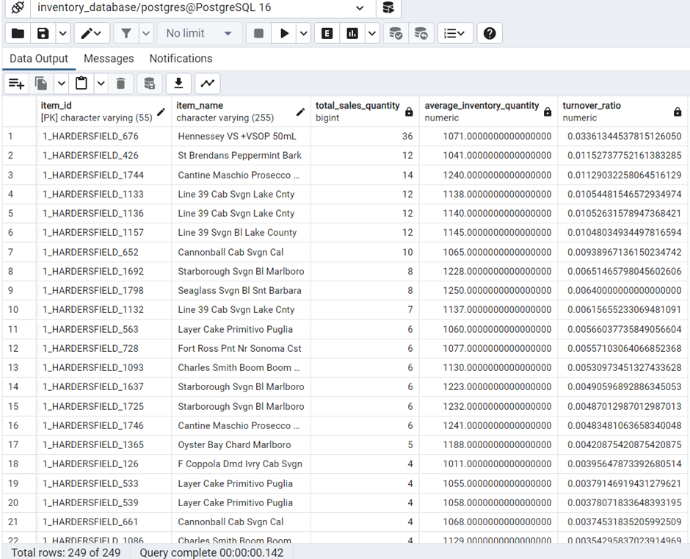 inventory_database/postgres@PostgreSQL 16
No limit
E
Data Output Messages Notifications
item_id item_name total_sales_quantity average_inventory_quantity turnover_ratio
[PK] character varying (55) character varying (255) bigint numeric numeric
1 1_HARDERSFIELD_676 Hennessey VS +VSOP 50mL 36 1071.0000000000000000 0.03361344537815126050
2 1_HARDERSFIELD_426 St Brendans Peppermint Bark 12 1041.0000000000000000 0.01152737752161383285
3 1_HARDERSFIELD_1744 Cantine Maschio Prosecco ... 14 1240.0000000000000000 0.01129032258064516129
4 1_HARDERSFIELD_1133 Line 39 Cab Svgn Lake Cnty 12 1138.0000000000000000 0.01054481546572934974
5 1_HARDERSFIELD_1136 Line 39 Cab Svgn Lake Cnty 12 1140.0000000000000000 0.01052631578947368421
6 1_HARDERSFIELD_1157 Line 39 Svgn Bl Lake County 12 1145.0000000000000000 0.01048034934497816594
7 1_HARDERSFIELD_652 Cannonball Cab Svgn Cal 10 1065.0000000000000000 0.00938967136150234742
8 1_HARDERSFIELD_1692 Starborough Svgn Bl Marlboro 8 1228.0000000000000000 0.00651465798045602606
9 1_HARDERSFIELD_1798 Seaglass Svgn Bl Snt Barbara 8 1250.0000000000000000 0.00640000000000000000
10 1_HARDERSFIELD_1132 Line 39 Cab Svgn Lake Cnty 7 1137.0000000000000000 0.00615655233069481091
11 1_HARDERSFIELD_563 Layer Cake Primitivo Puglia 6 1060.0000000000000000 0.00566037735849056604
12 1_HARDERSFIELD_728 Fort Ross Pnt Nr Sonoma Cst 6 1077.0000000000000000 0.00557103064066852368
13 1_HARDERSFIELD_1093 Charles Smith Boom Boom ... 6 1130.0000000000000000 0.00530973451327433628
14 1_HARDERSFIELD_1637 Starborough Svgn Bl Marlboro 6 1223.0000000000000000 0.00490596892886345053
15 1_HARDERSFIELD_1725 Starborough Svgn Bl Marlboro 6 1232.0000000000000000 0.00487012987012987013
16 1_HARDERSFIELD_1746 Cantine Maschio Prosecco ... 6 1241.0000000000000000 0.00483481063658340048
17 1_HARDERSFIELD_1365 Oyster Bay Chard Marlboro 5 1188.0000000000000000 0.00420875420875420875
18 1_HARDERSFIELD_126 F Coppola Dmd Ivry Cab Svgn 4 1011.0000000000000000 0.00395647873392680514
19 1_HARDERSFIELD_533 Layer Cake Primitivo Puglia 4 1055.0000000000000000 0.00379146919431279621
20 1_HARDERSFIELD_539 Layer Cake Primitivo Puglia 4 1058.0000000000000000 0.00378071833648393195
21 1_HARDERSFIELD_661 Cannonball Cab Svgn Cal 4 1068.0000000000000000 0.00374531835205992509
22 1_HARDERSFIELD_1086 Charles Smith Boom Boom 4 1129.0000000000000000 0.00354295837023914969
Total rows: 249 of 249 Query complete 00:00:00.142